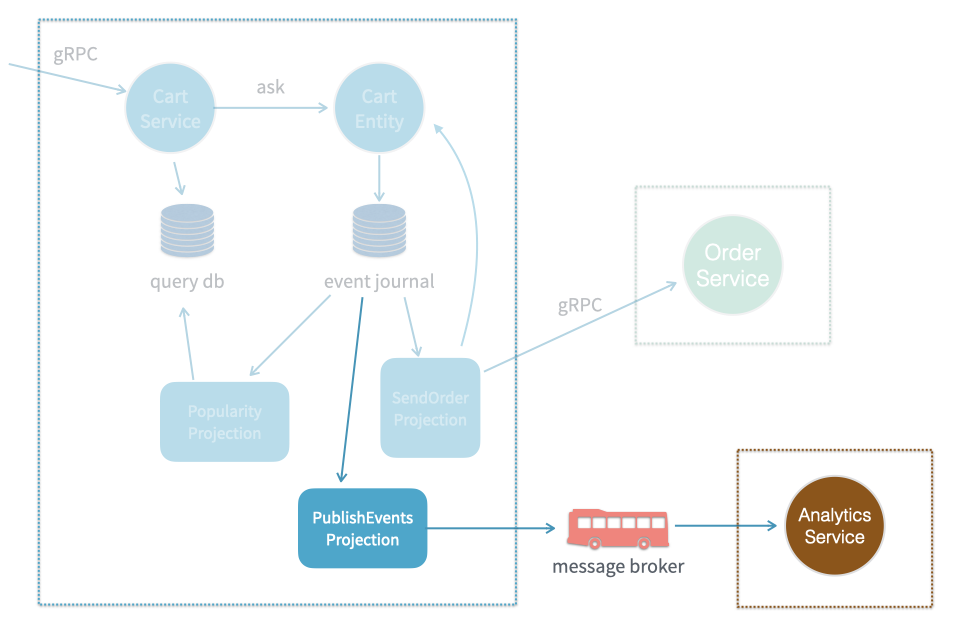 gRPC
Cart
Service
ask
Cart
Entity
query db
event journal
Order
Service
gRPC
Popularity
Projection
SendOrder
Projection
PublishEvents
Projection
message broker
Analytics
Service